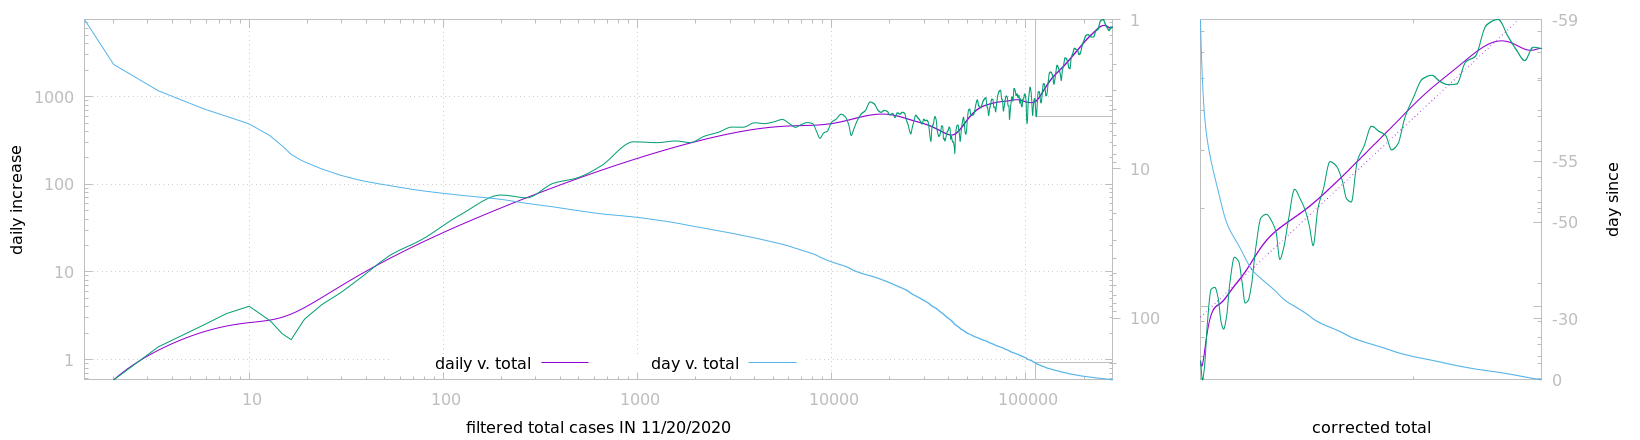 daily increase
1000
100
10
1
daily v. total
day v. total
10
100
1000
10000
100000
filtered total cases IN 11/20/2020
1
10
100
-59
-55
-50
-30
0
day since
corrected total